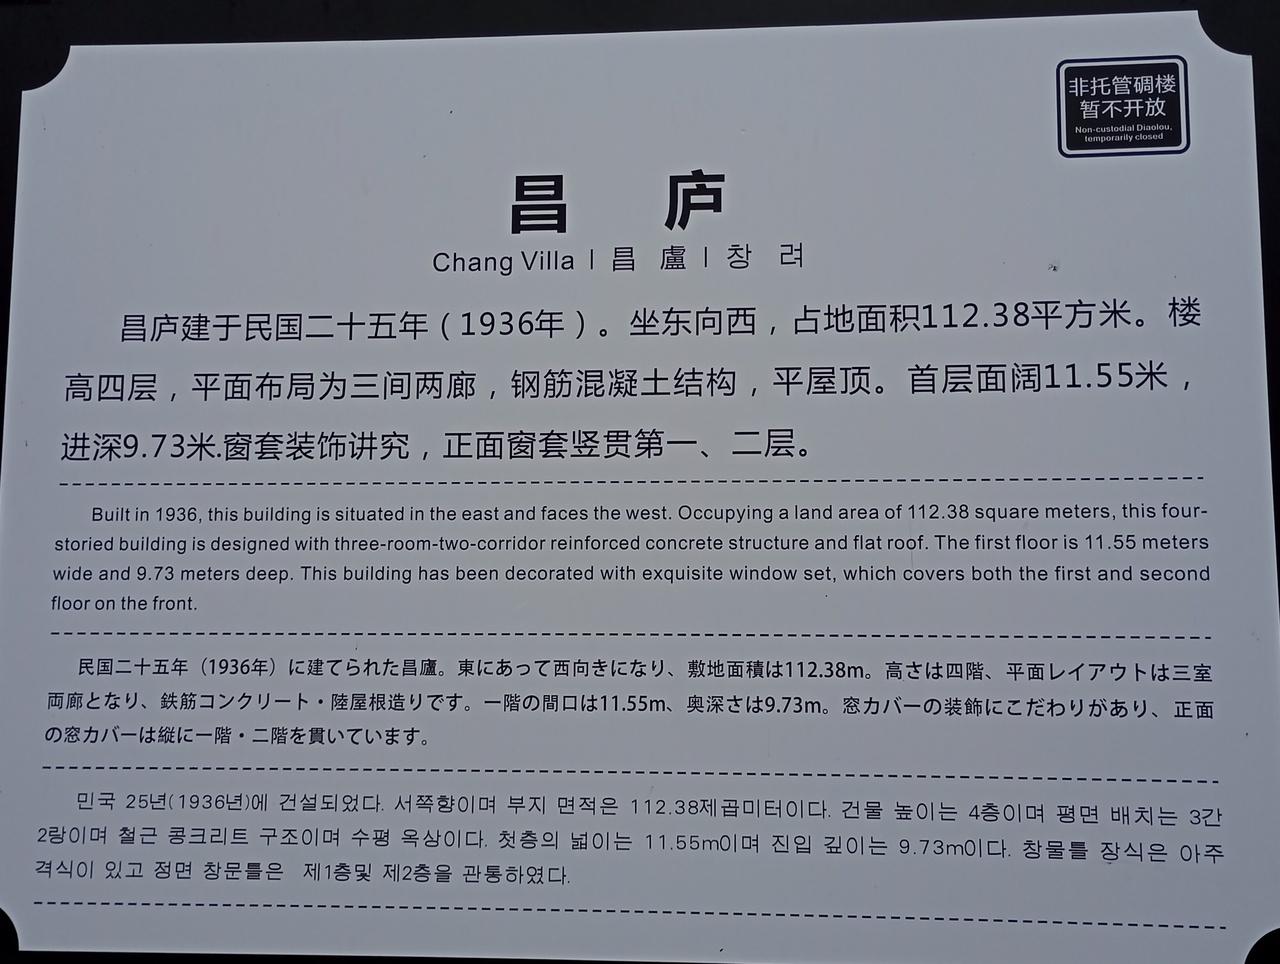 非托管碉楼
暂不开放
Non-custodial Diaolou,
temporarily closed
昌 庐
Chang Villa | 昌 盧 | 창 려
昌庐建于民国二十五年（1936年）。坐东向西，占地面积112.38平方米。楼
高四层，平面布局为三间两廊，钢筋混凝土结构，平屋顶。首层面阔11.55米，
进深9.73米.窗套装饰讲究，正面窗套竖贯第一、二层。
Built in 1936, this building is situated in the east and faces the west. Occupying a land area of 112.38 square meters, this four-
storied building is designed with three-room-two-corridor reinforced concrete structure and flat roof. The first floor is 11.55 meters
wide and 9.73 meters deep. This building has been decorated with exquisite window set, which covers both the first and second
floor on the front.
民国二十五年（1936年）に建てられた昌廬。東にあって西向きになり、敷地面積は112.38m。高さは四階、平面レイアウトは三室
両廊となり、鉄筋コンクリート・陸屋根造りです。一階の間口は11.55m、奥深さは9.73m。窓カバーの装飾にこだわりがあり、正面
の窓カバーは縦に一階・二階を貫いています。
민국 25년(1936년)에 건설되었다. 서쪽향이며 부지 면적은 112.38제곱미터이다. 건물 높이는 4층이며 평면 배치는 3간
2랑이며 철근 콩크리트 구조이며 수평 옥상이다. 첫층의 넓이는 11.55m이며 진입 깊이는 9.73m이다. 창물틀 장식은 아주
격식이 있고 정면 창문틀은 제1층및 제2층을 관통하였다.